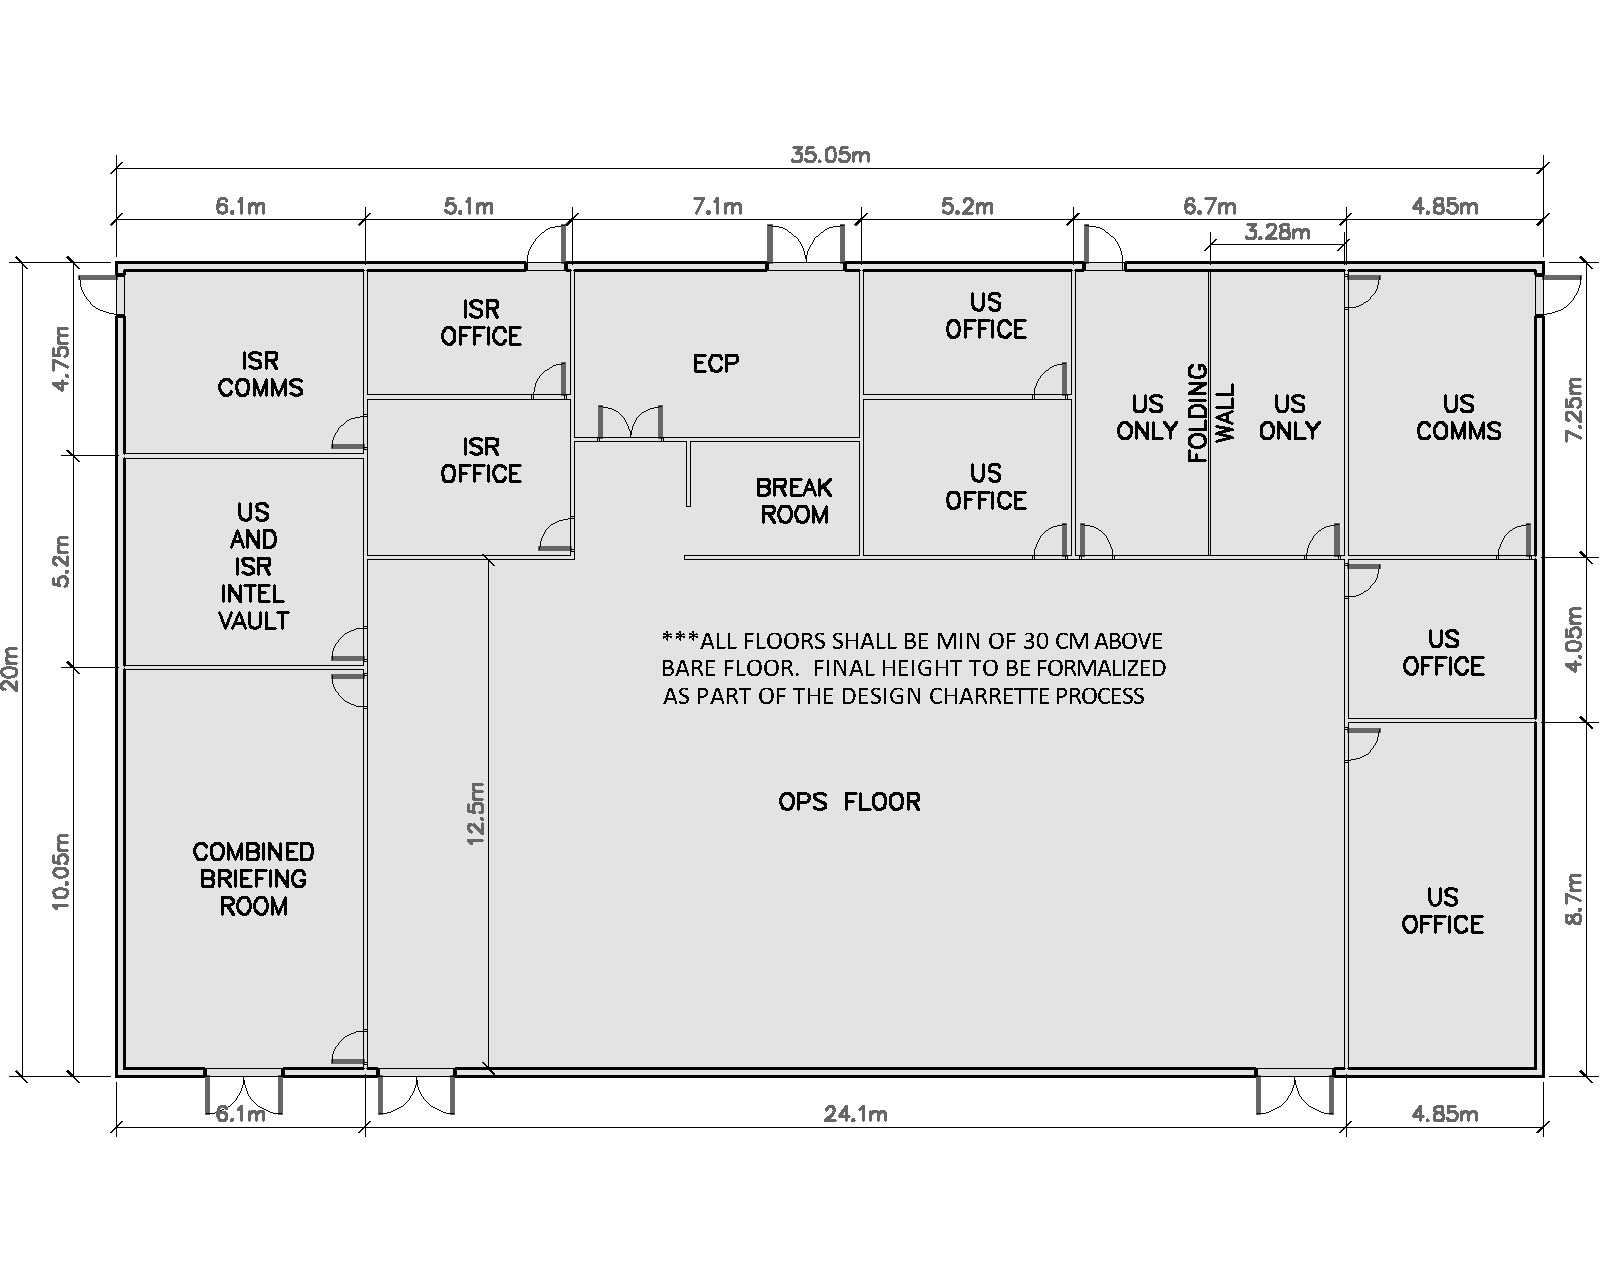 35.05m
6.1m
5.1m
7.1m
5.2m
6.7m
4.85m
3.28m
ISR
OFFICE
US
OFFICE
ISR
COMMS
ECP
4.75m
7.25m
US
ONLY
FOLDING
WALL
US
ONLY
US
COMMS
ISR
OFFICE
US
OFFICE
BREAK
ROOM
US
AND
ISR
INTEL
VAULT
5.2m
20m
***ALL FLOORS SHALL BE MIN OF 30 CM ABOVE
BARE FLOOR.  FINAL HEIGHT TO BE FORMALIZED
AS PART OF THE DESIGN CHARRETTE PROCESS
US
OFFICE
4.05m
12.5m
OPS FLOOR
COMBINED
BRIEFING
ROOM
10.05m
US
OFFICE
8.7m
6.1m
24.1m
4.85m